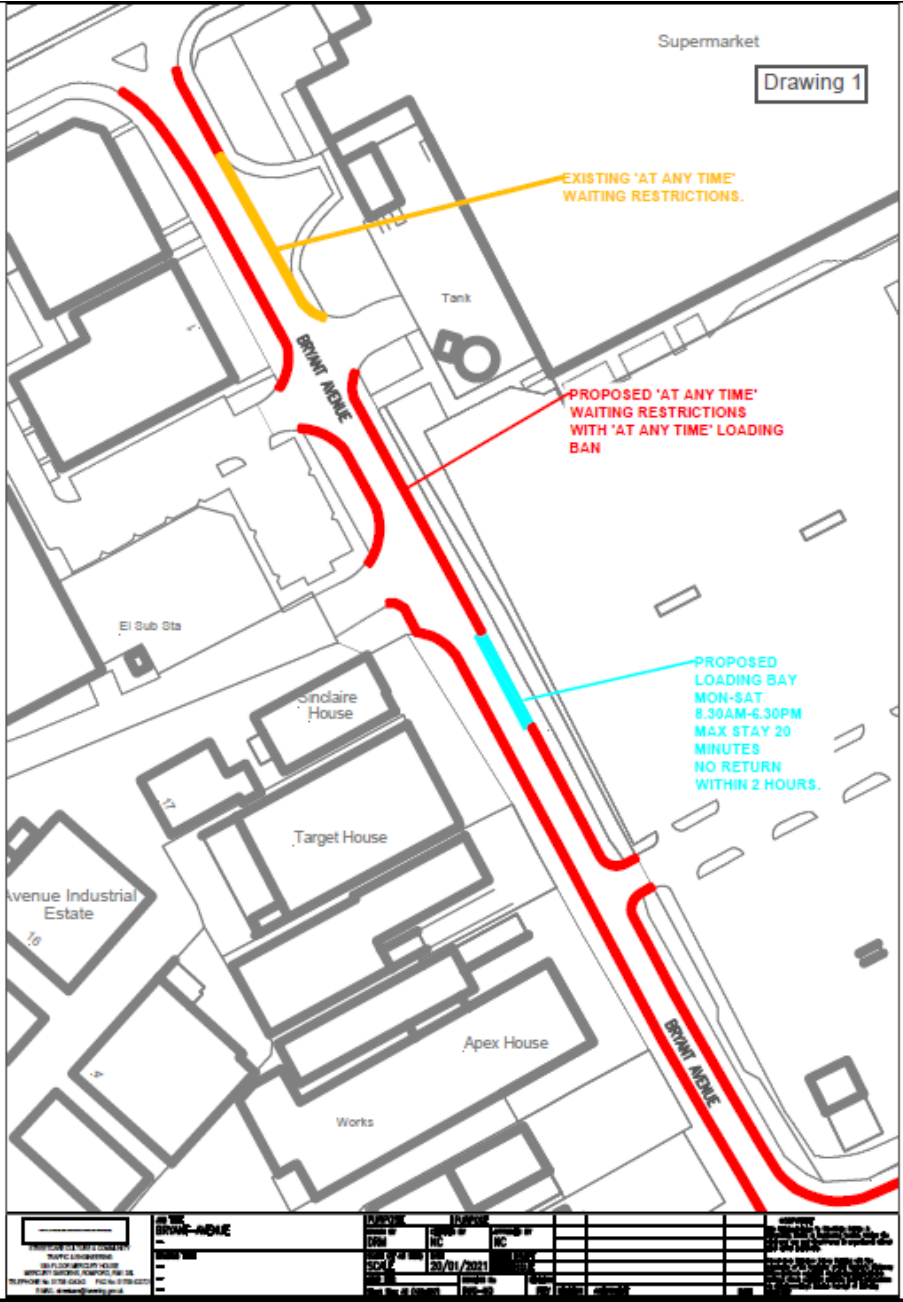 Supermarket
Drawing 1
EXISTING 'AT ANY TIME'
WAITING RESTRICTIONS.
Tank
BRYANT AVENUE
PROPOSED 'AT ANY TIME'
WAITING RESTRICTIONS
WITH 'AT ANY TIME' LOADING
BAN
El Sub Sta
PROPOSED
LOADING BAY
MON-SAT
8.30AM-6.30PM
MAX STAY 20
MINUTES
NO RETURN
WITHIN 2 HOURS.
Sinclaire
House
17
Target House
Avenue Industrial
Estate
16
Apex House
BRYANT AVENUE
4
Works
BRYANT AVENUE
DRM
NC
NC
SCALE
20/01/2021